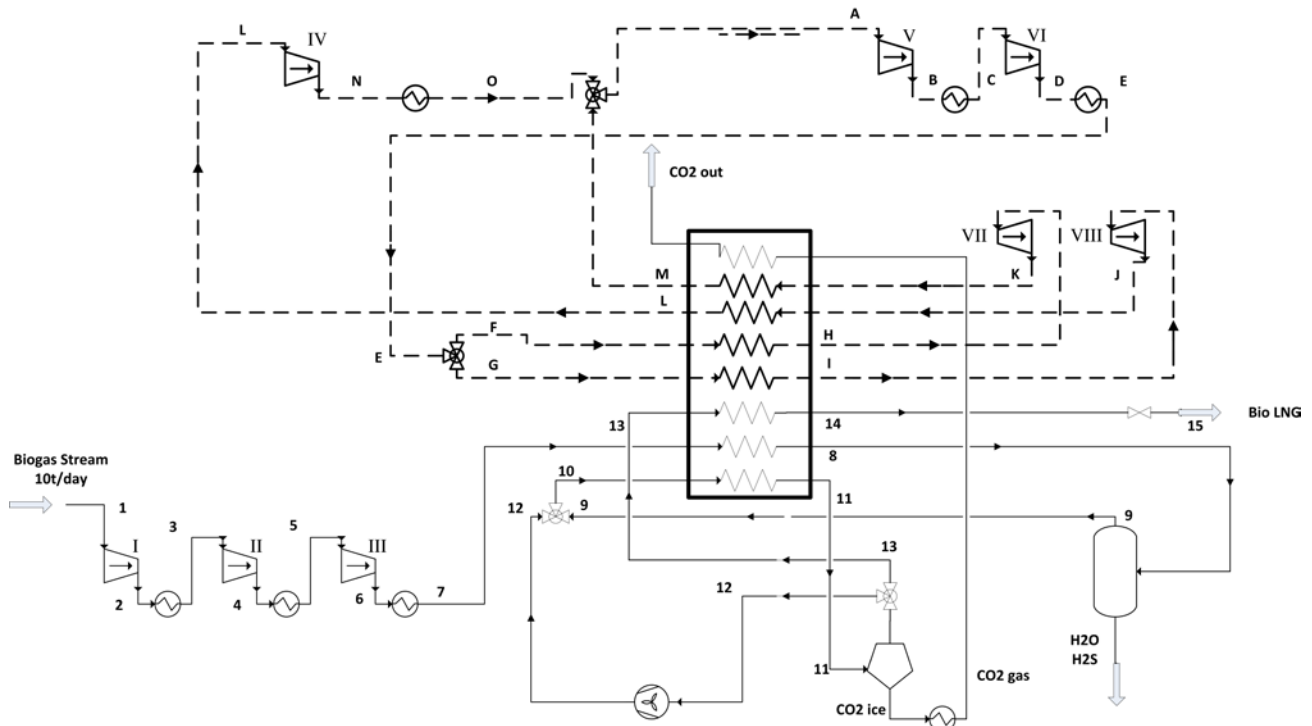 A
L
IV
V
VI
N
O
B
C
D
E
CO2 out
VII
VIII
M
K
J
L
F
H
E
G
I
13
14
15
Bio LNG
8
Biogas Stream
10t/day
10
11
1
3
5
12
9
9
I
II
III
13
2
4
6
7
12
H2O
H2S
11
CO2 gas
CO2 ice